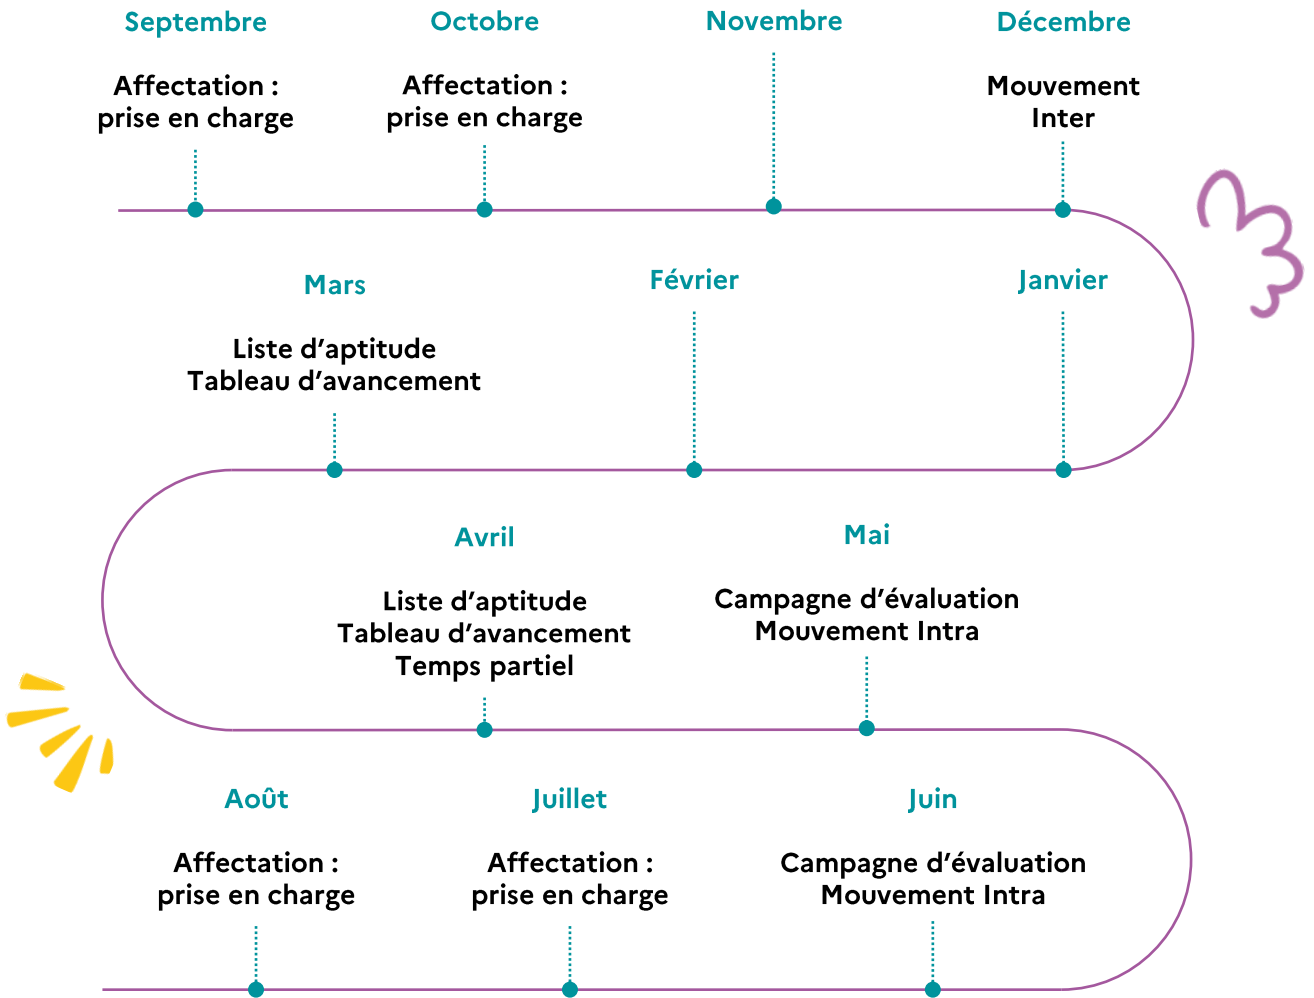 Septembre
Affectation :
prise en charge
Octobre
Affectation :
prise en charge
Novembre
Décembre
Mouvement
Inter
Janvier
Février
Mars
Liste d’aptitude
Tableau d’avancement
Avril
Liste d’aptitude
Tableau d’avancement
Temps partiel
Mai
Campagne d’évaluation
Mouvement Intra
Juin
Campagne d’évaluation
Mouvement Intra
Juillet
Affectation :
prise en charge
Août
Affectation :
prise en charge